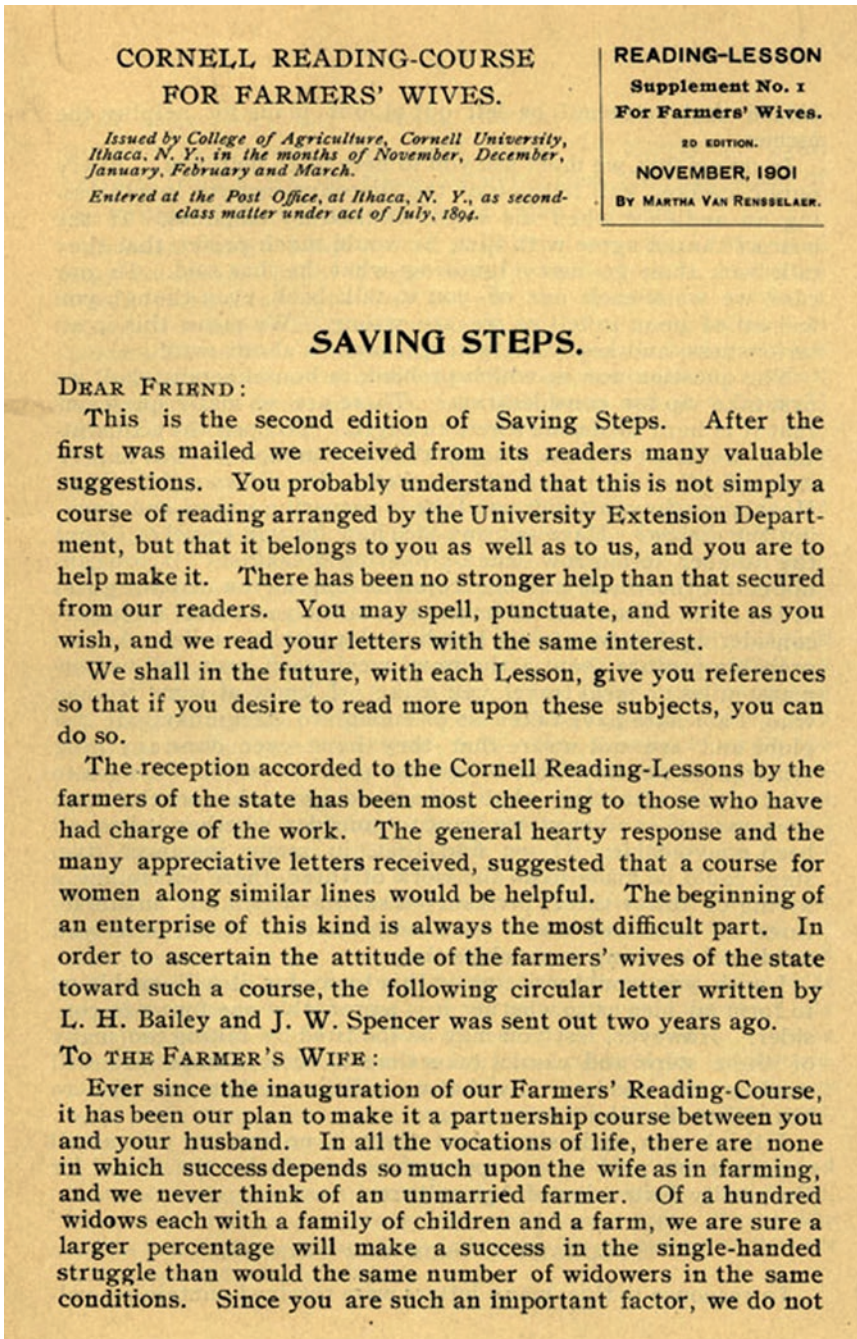 CORNELL READING-COURSE
FOR FARMERS' WIVES.
Issued by College of Agriculture, Cornell University,
Ithaca, N. Y., in the months of November, December,
January, February and March.
Entered at the Post Office, at Ithaca, N. Y., as second-
class matter under act of July, 1894.
READING-LESSON
Supplement No. 1
For Farmers' Wives.
2D EDITION.
NOVEMBER, 1901
BY MARTHA VAN RENSSELAER.
SAVING STEPS.
DEAR FRIEND:
This is the second edition of Saving Steps. After the
first was mailed we received from its readers many valuable
suggestions. You probably understand that this is not simply a
course of reading arranged by the University Extension Depart-
ment, but that it belongs to you as well as to us, and you are to
help make it. There has been no stronger help than that secured
from our readers. You may spell, punctuate, and write as you
wish, and we read your letters with the same interest.
We shall in the future, with each Lesson, give you references
so that if you desire to read more upon these subjects, you can
do so.
The reception accorded to the Cornell Reading-Lessons by the
farmers of the state has been most cheering to those who have
had charge of the work. The general hearty response and the
many appreciative letters received, suggested that a course for
women along similar lines would be helpful. The beginning of
an enterprise of this kind is always the most difficult part. In
order to ascertain the attitude of the farmers' wives of the state
toward such a course, the following circular letter written by
L. H. Bailey and J. W. Spencer was sent out two years ago.
TO THE FARMER'S WIFE:
Ever since the inauguration of our Farmers' Reading-Course,
it has been our plan to make it a partnership course between you
and your husband. In all the vocations of life, there are none
in which success depends so much upon the wife as in farming,
and we never think of an unmarried farmer. Of a hundred
widows each with a family of children and a farm, we are sure a
larger percentage will make a success in the single-handed
struggle than would the same number of widowers in the same
conditions. Since you are such an important factor, we do not